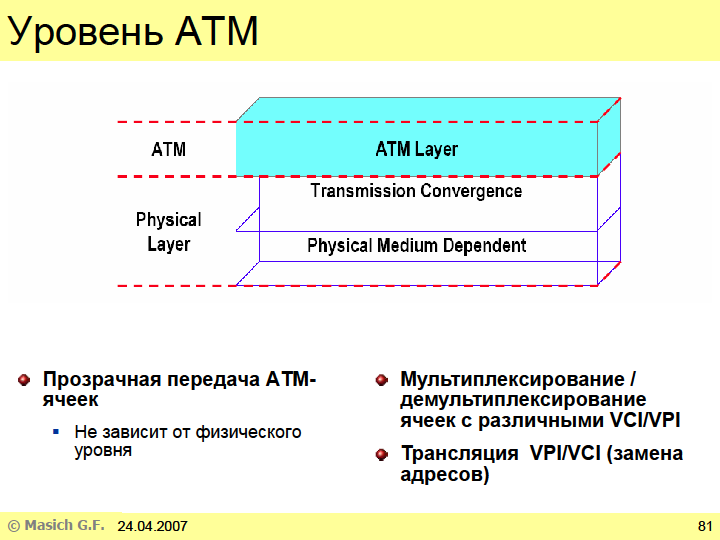 Уровень ATM
ATM
ATM Layer
Transmission Convergence
Physical
Layer
Physical Medium Dependent
Прозрачная передача ATM-
ячеек
Не зависит от физического
уровня
Мультиплексирование /
демультиплексирование
ячеек с различными VCI/VPI
Трансляция VPI/VCI (замена
адресов)
© Masich G.F. 24.04.2007 81